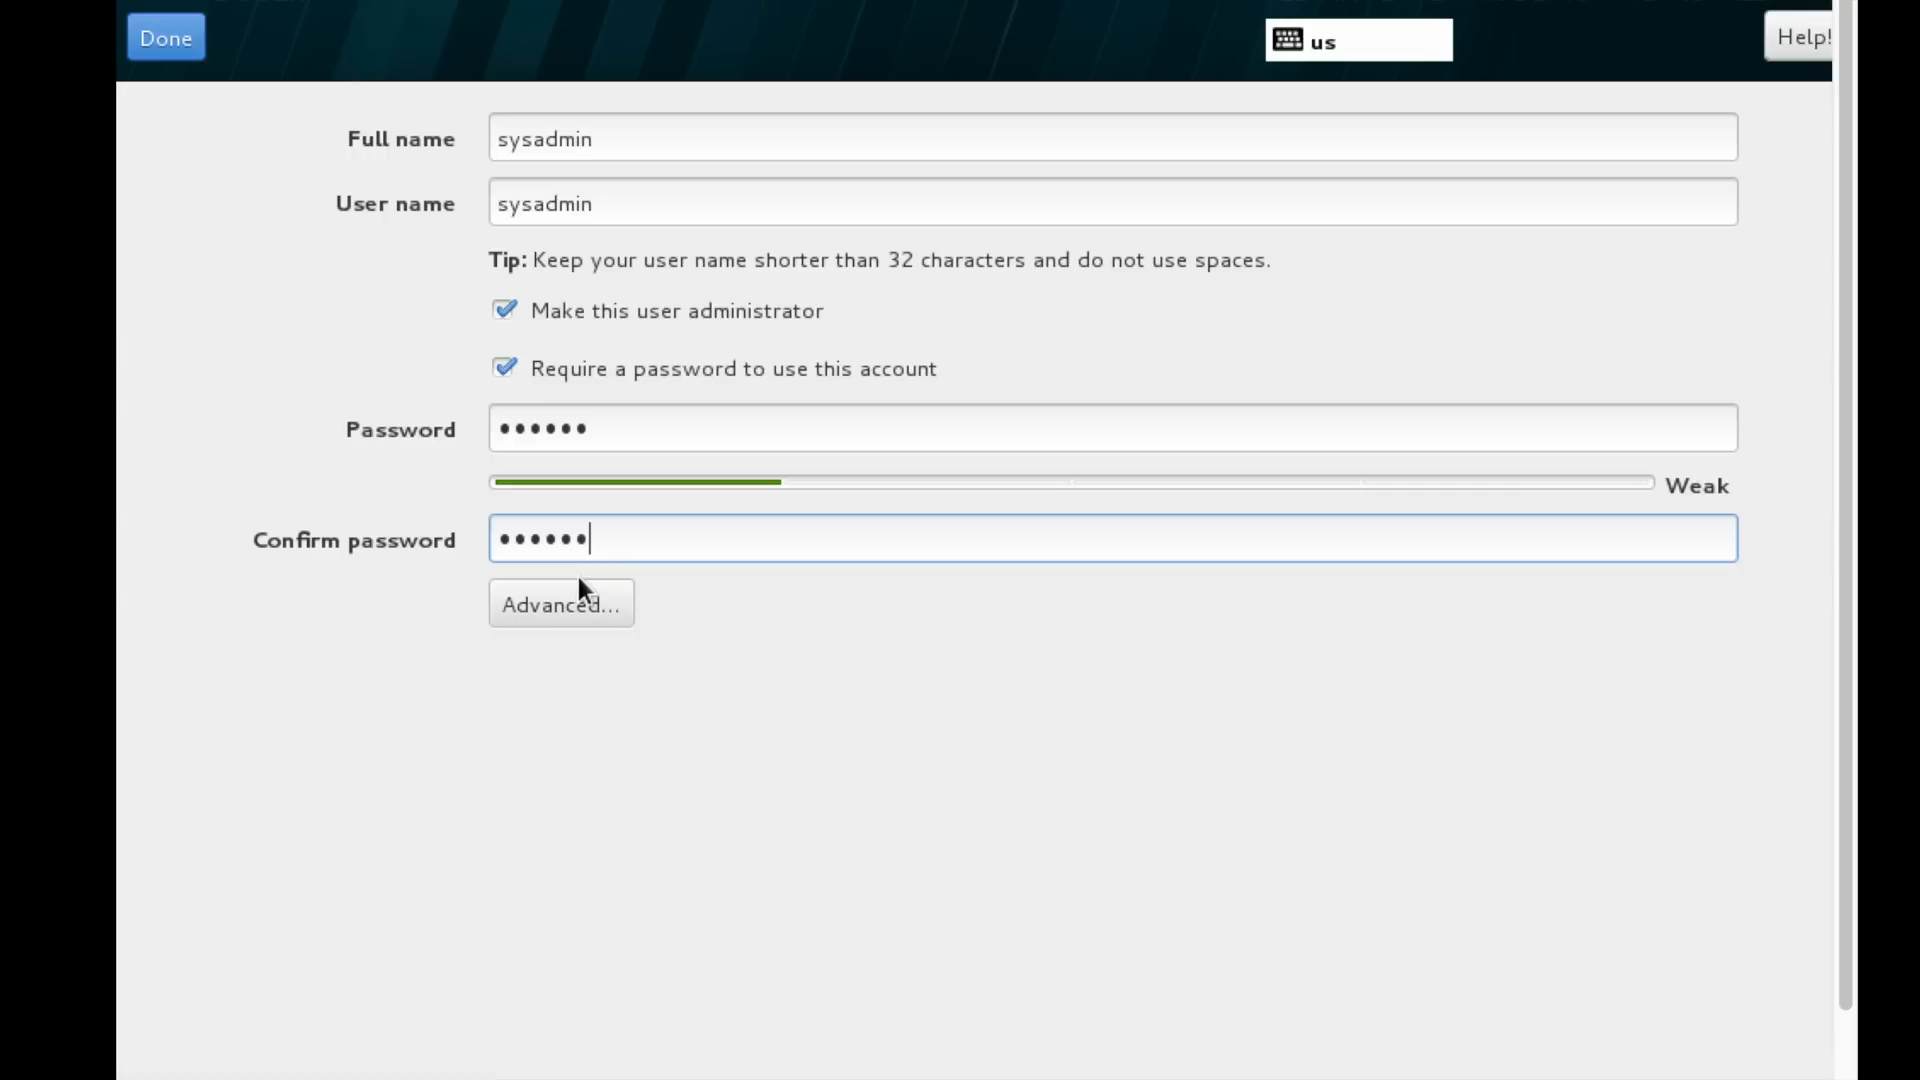 Done
us
Help!
Full name
sysadmin
User name
sysadmin
Tip: Keep your user name shorter than 32 characters and do not use spaces.
Make this user administrator
Require a password to use this account
Password
••••••
Weak
Confirm password
••••••
Advanced...